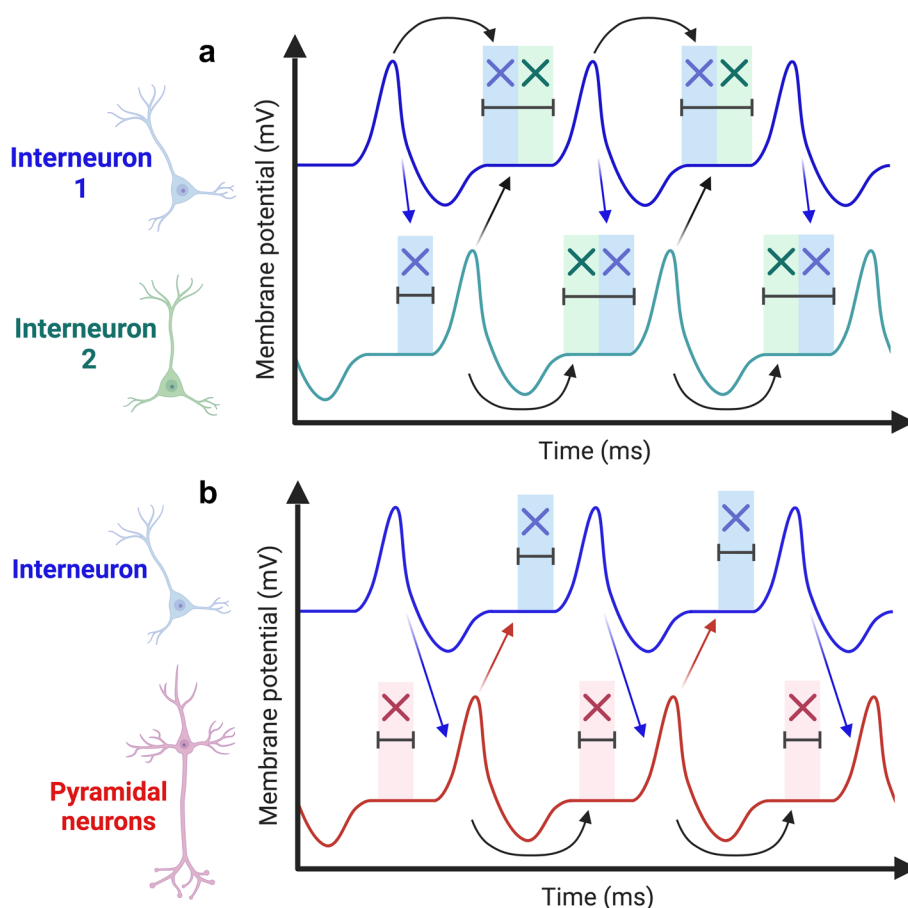 a
Interneuron
1
Interneuron
2
Membrane potential (mV)
Time (ms)
b
Interneuron
Pyramidal
neurons
Membrane potential (mV)
Time (ms)